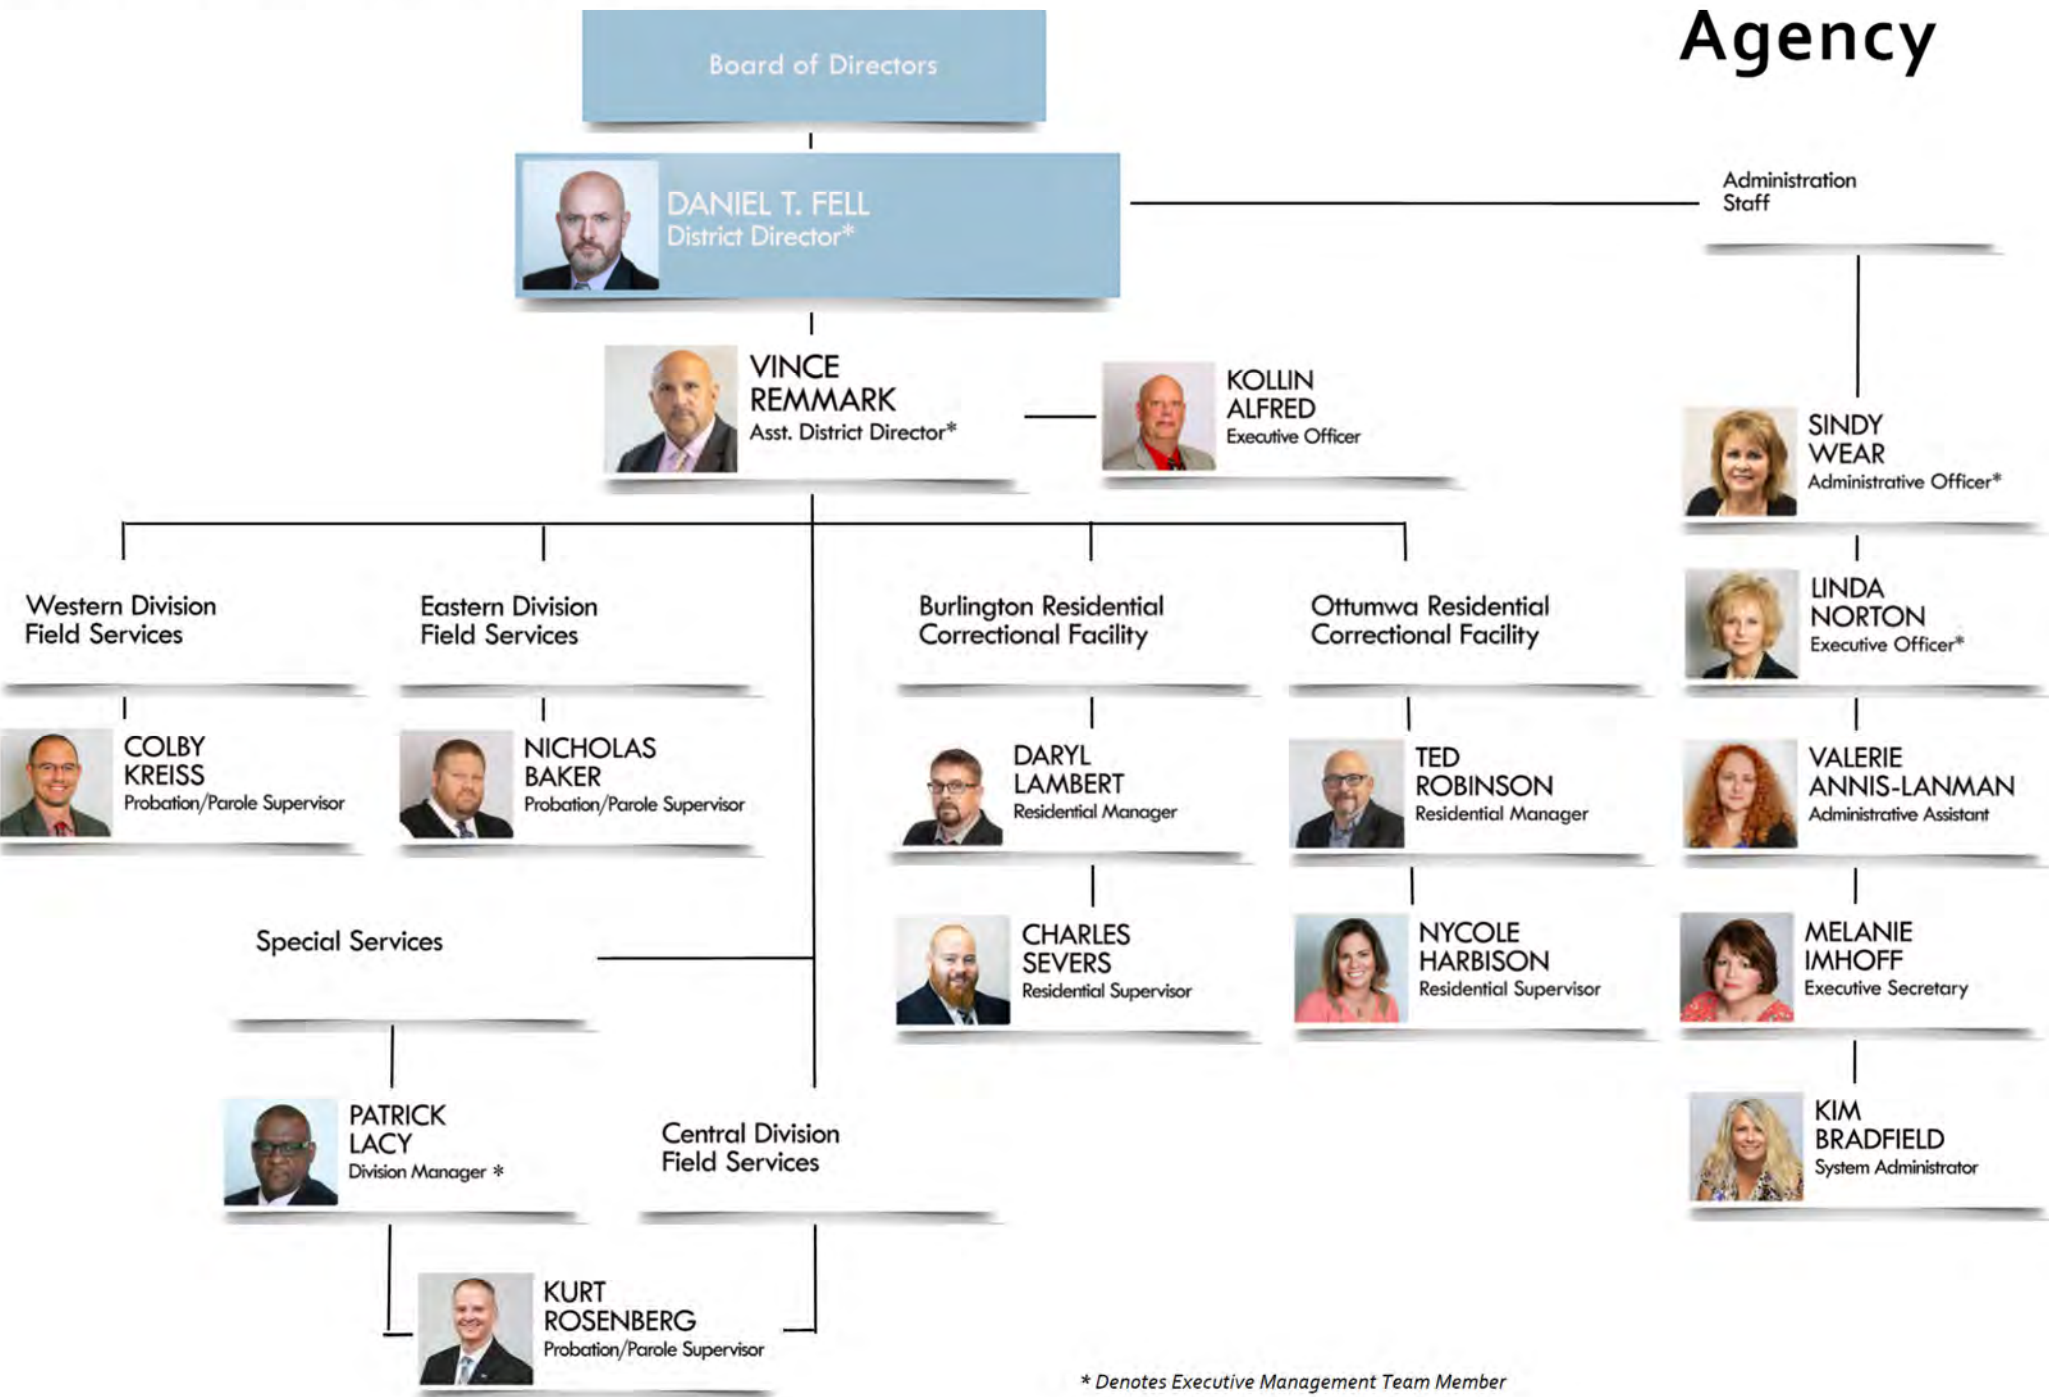 Agency
Board of Directors
DANIEL T. FELL
District Director*
Administration
Staff
VINCE
REMMARK
Asst. District Director*
KOLLIN
ALFRED
Executive Officer
SINDY
WEAR
Administrative Officer*
LINDA
NORTON
Executive Officer*
VALERIE
ANNIS-LANMAN
Administrative Assistant
MELANIE
IMHOFF
Executive Secretary
KIM
BRADFIELD
System Administrator
Western Division
Field Services
COLBY
KREISS
Probation/Parole Supervisor
Eastern Division
Field Services
NICHOLAS
BAKER
Probation/Parole Supervisor
Burlington Residential
Correctional Facility
DARYL
LAMBERT
Residential Manager
CHARLES
SEVERS
Residential Supervisor
Ottumwa Residential
Correctional Facility
TED
ROBINSON
Residential Manager
NYCOLE
HARBISON
Residential Supervisor
Special Services
PATRICK
LACY
Division Manager *
Central Division
Field Services
KURT
ROSENBERG
Probation/Parole Supervisor
* Denotes Executive Management Team Member